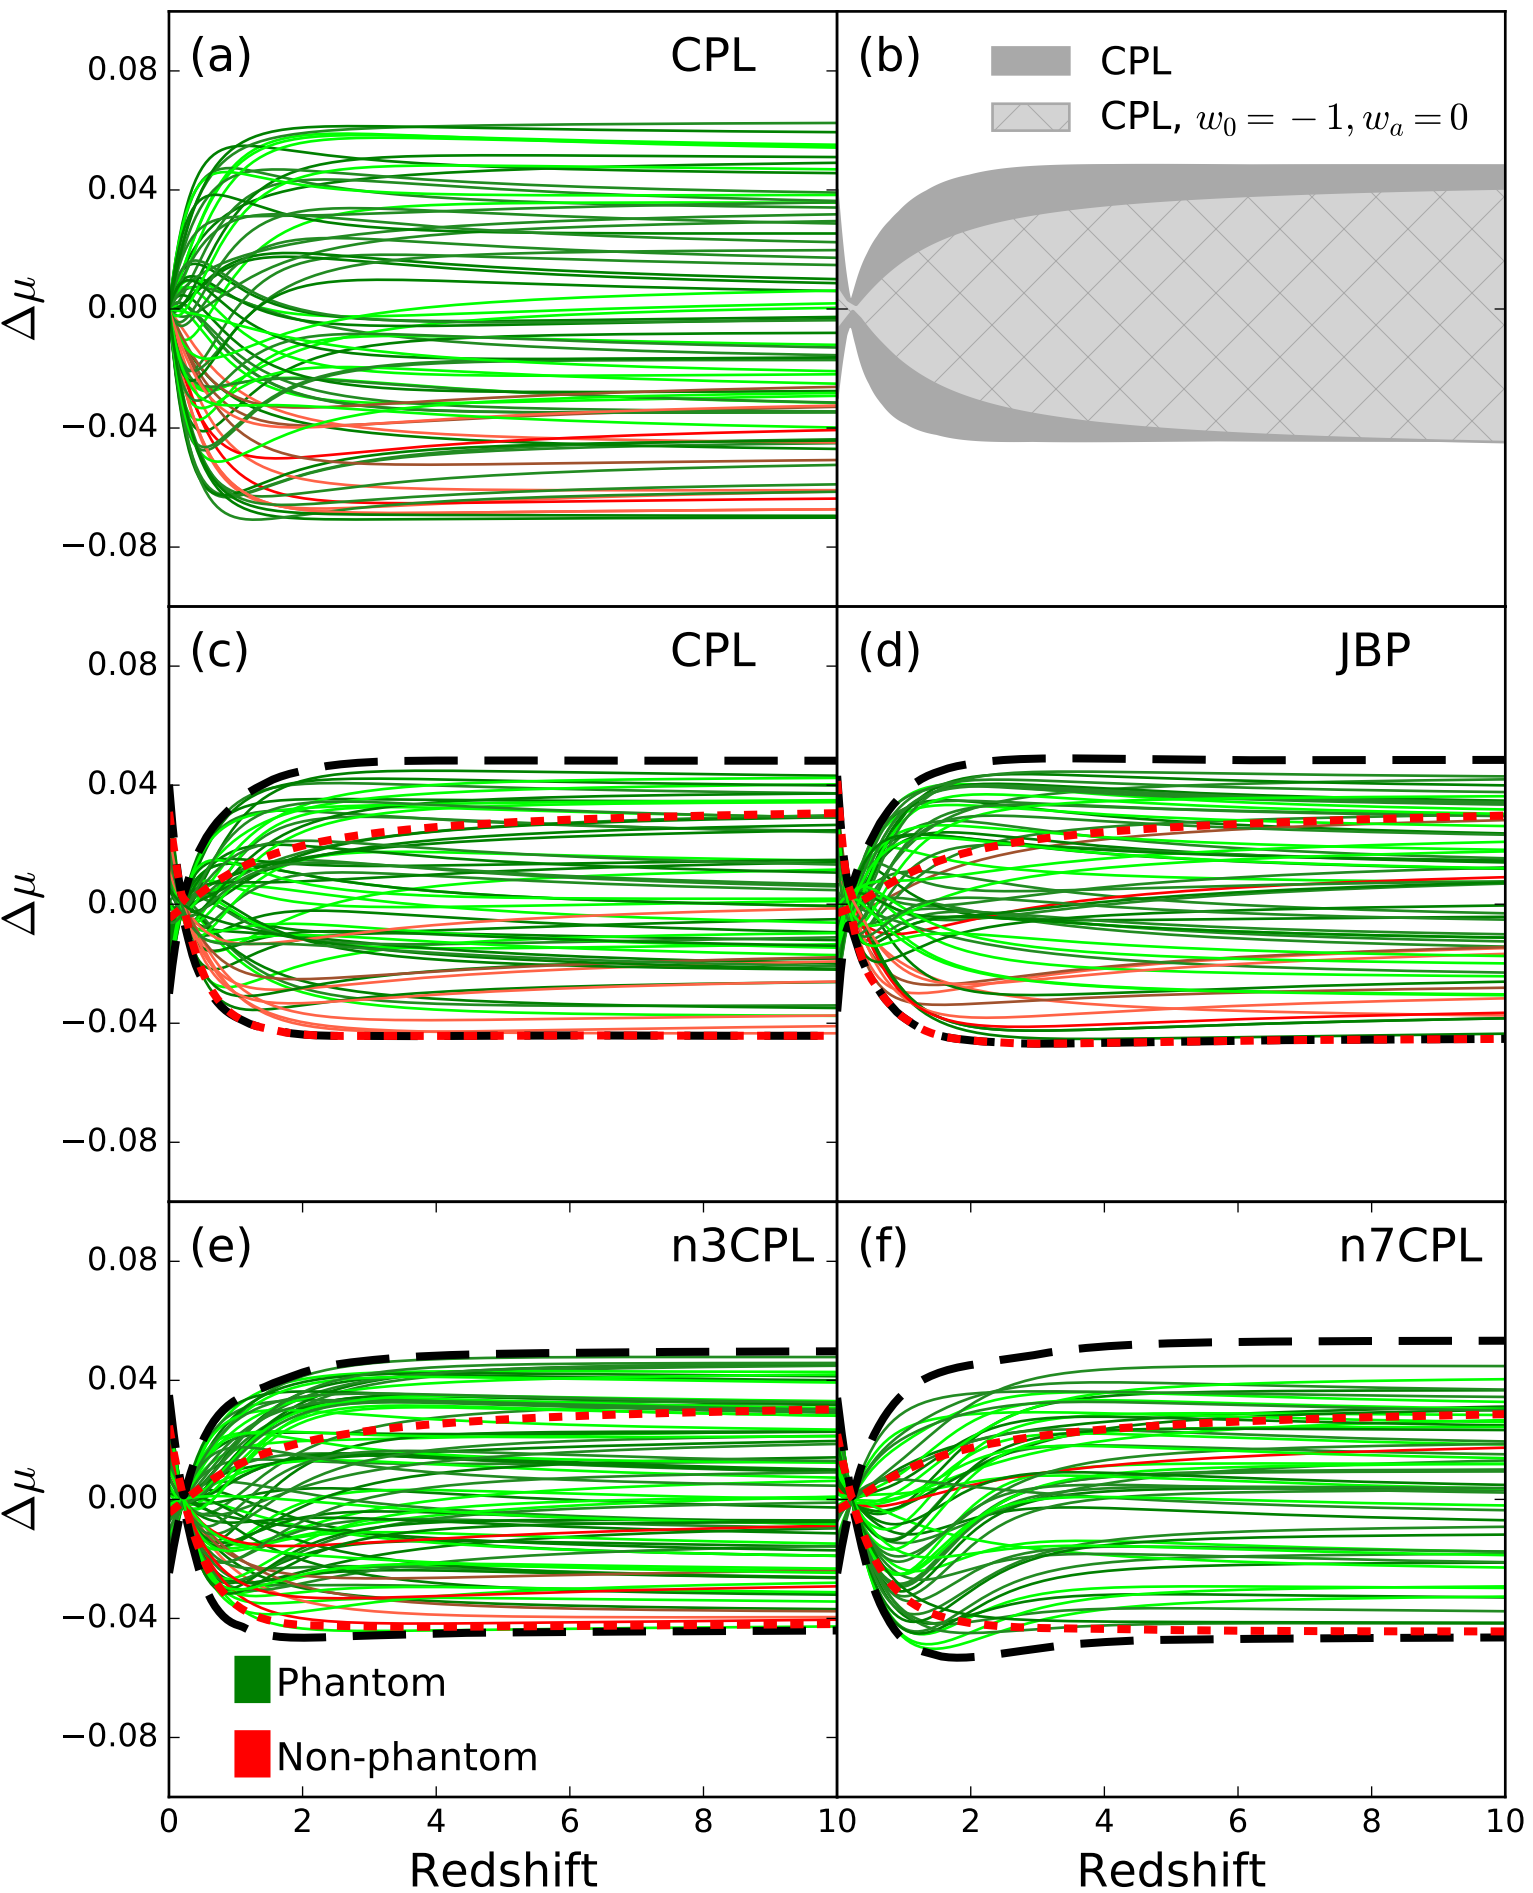 (a) CPL
0.08
0.04
0.00
−0.04
−0.08
Δμ
(b)
CPL
CPL, w₀ = −1, wₐ = 0
(c) CPL
0.08
0.04
0.00
−0.04
−0.08
Δμ
(d) JBP
(e) n3CPL
0.08
0.04
0.00
−0.04
−0.08
Δμ
Phantom
Non-phantom
(f) n7CPL
0 2 4 6 8 10 2 4 6 8 10
Redshift Redshift